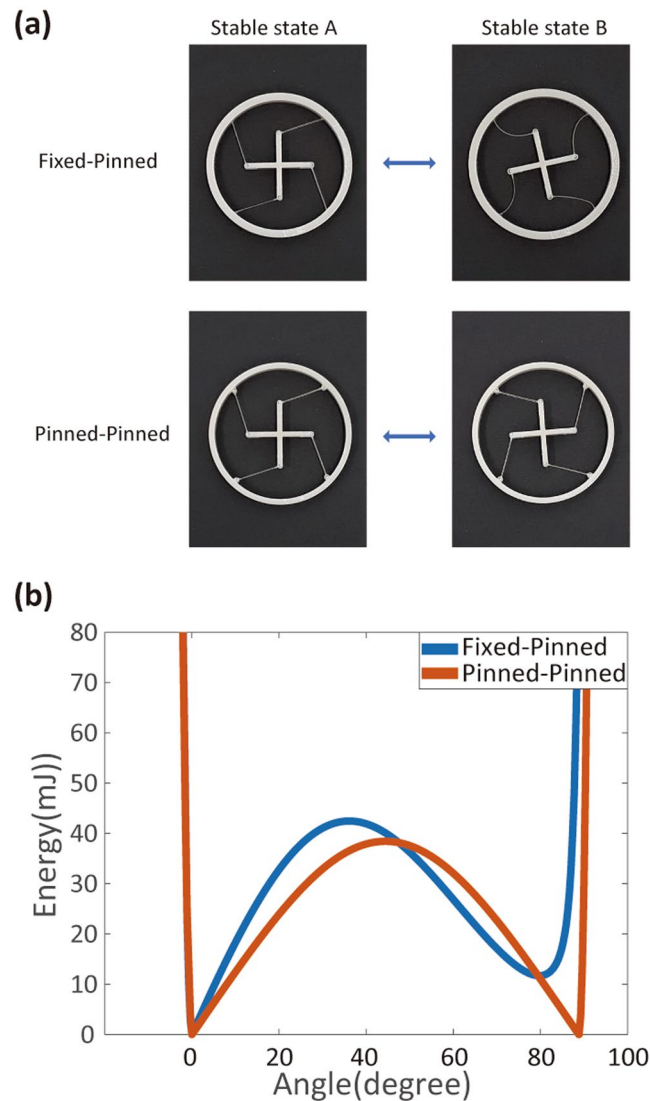 (a)
Stable state A
Stable state B
Fixed-Pinned
Pinned-Pinned
(b)
80
70
60
50
40
30
20
10
0
Energy(mJ))
Fixed-Pinned
Pinned-Pinned
0
20
40
60
80
100
Angle(degree)